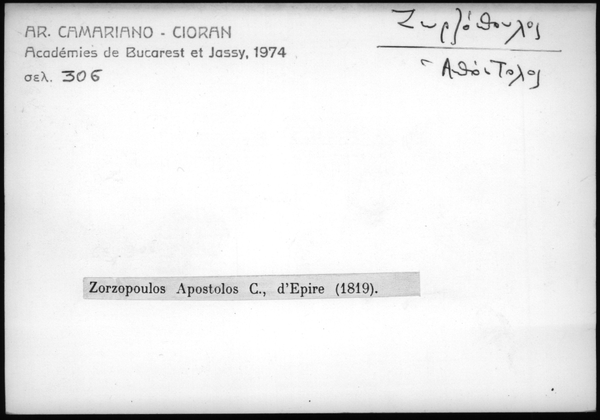 AR. CAMARIANO - CIORAN
Académies de Bucarest et Jassy, 1974
σελ. 306
Ζωρζόπουλος
Απόστολος
Zorzopoulos Apostolos C., d'Epire (1819).